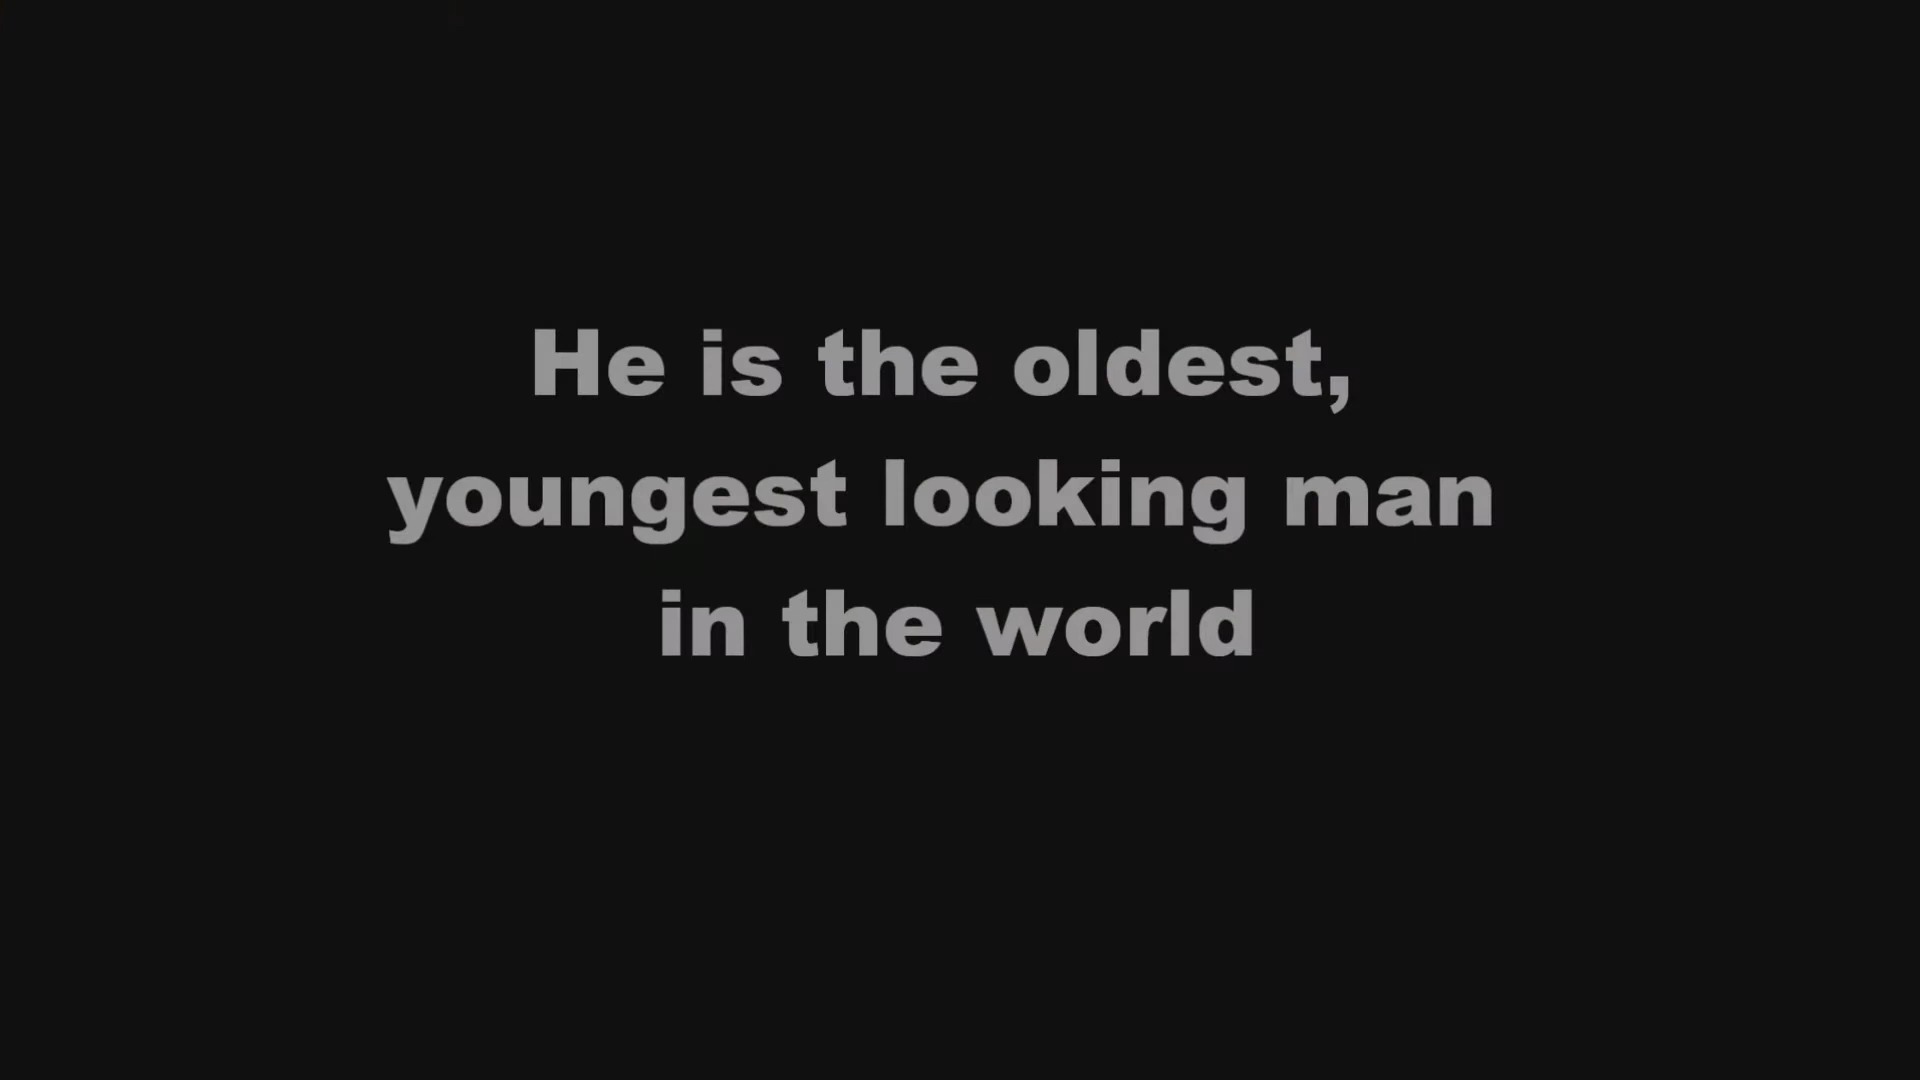 He is the oldest,
youngest looking man
in the world